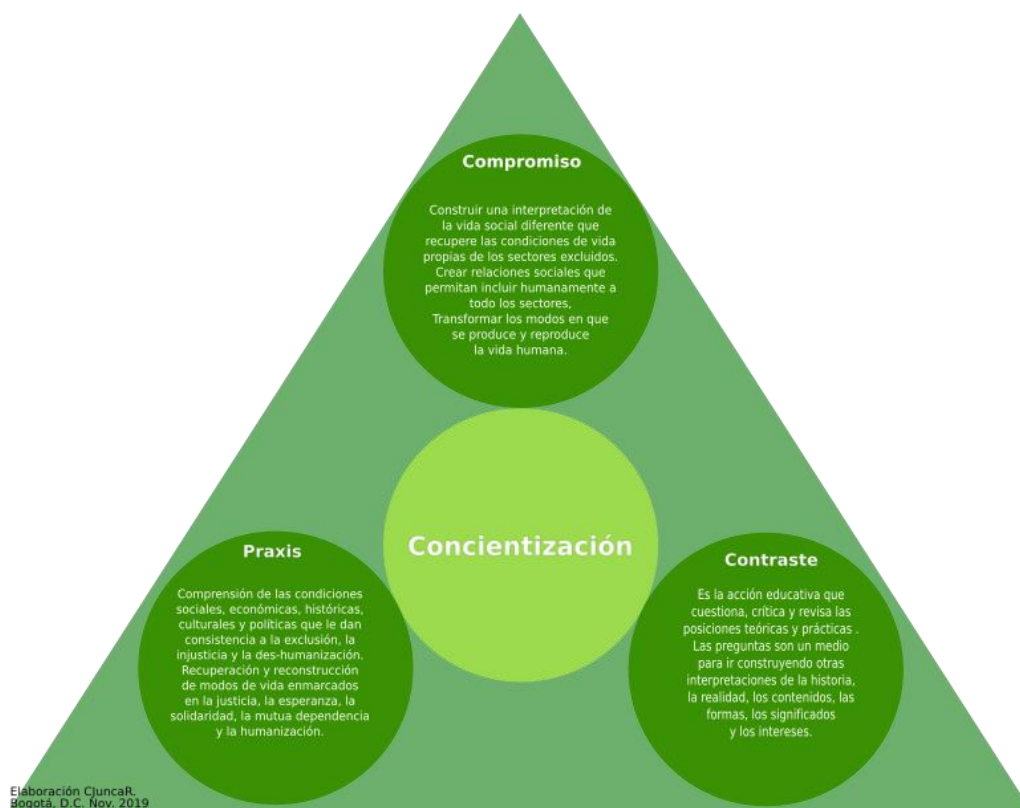 Compromiso
Construir una interpretación de
la vida social diferente que
recupere las condiciones de vida
propias de los sectores excluidos.
Crear relaciones sociales que
permitan incluir humanamente a
todo los sectores,
Transformar los modos en que
se produce y reproduce
la vida humana.
Concientización
Praxis
Comprensión de las condiciones
sociales, económicas, históricas,
culturales y políticas que le dan
consistencia a la exclusión, la
injusticia y la des-humanización.
Recuperación y reconstrucción
de modos de vida enmarcados
en la justicia, la esperanza, la
solidaridad, la mutua dependencia
y la humanización.
Contraste
Es la acción educativa que
cuestiona, crítica y revisa las
posiciones teóricas y prácticas .
Las preguntas son un medio
para ir construyendo otras
interpretaciones de la historia,
la realidad, los contenidos, las
formas, los significados
y los intereses.
Elaboración CJuncaR,
Bogotá, D.C. Nov. 2019